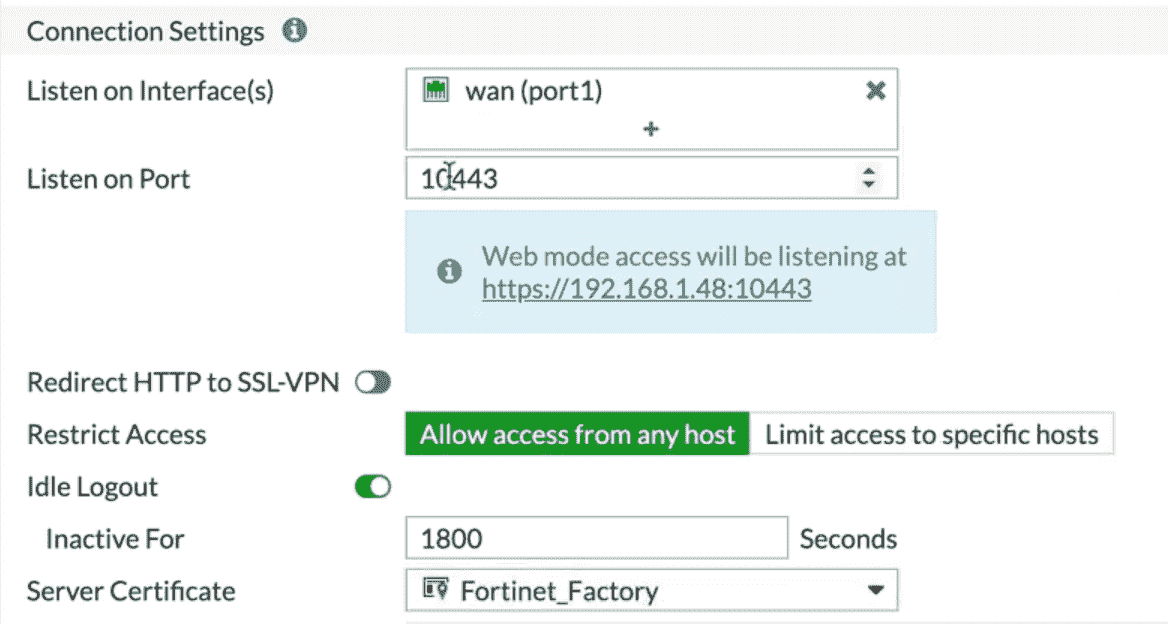 Connection Settings
Listen on Interface(s)
wan (port1)
Listen on Port
10443
Web mode access will be listening at
https://192.168.1.48:10443
Redirect HTTP to SSL-VPN
Restrict Access
Allow access from any host
Limit access to specific hosts
Idle Logout
Inactive For
1800
Seconds
Server Certificate
Fortinet_Factory